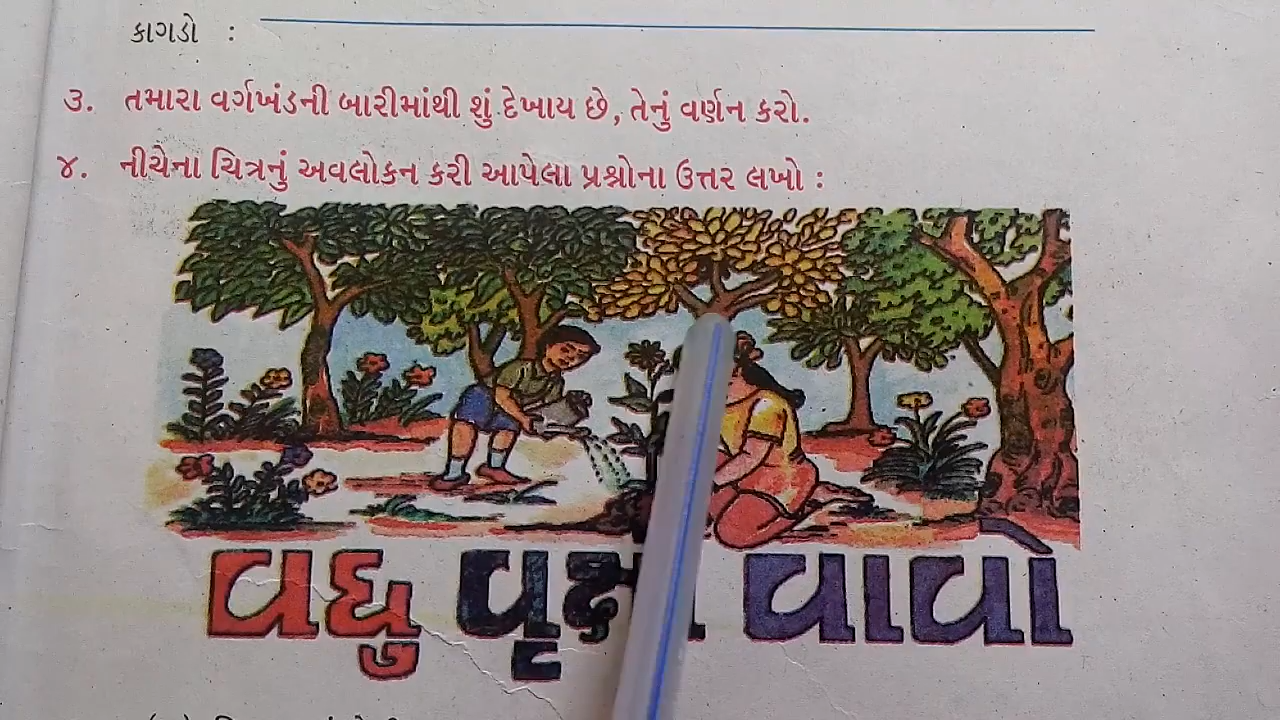 કાગડો :
૩. તમારા વર્ગખંડની બારીમાંથી શું દેખાય છે, તેનું વર્ણન કરો.
૪. નીચેના ચિત્રનું અવલોકન કરી આપેલા પ્રશ્નોના ઉત્તર લખો :
વધુ વૃક્ષો વાવો